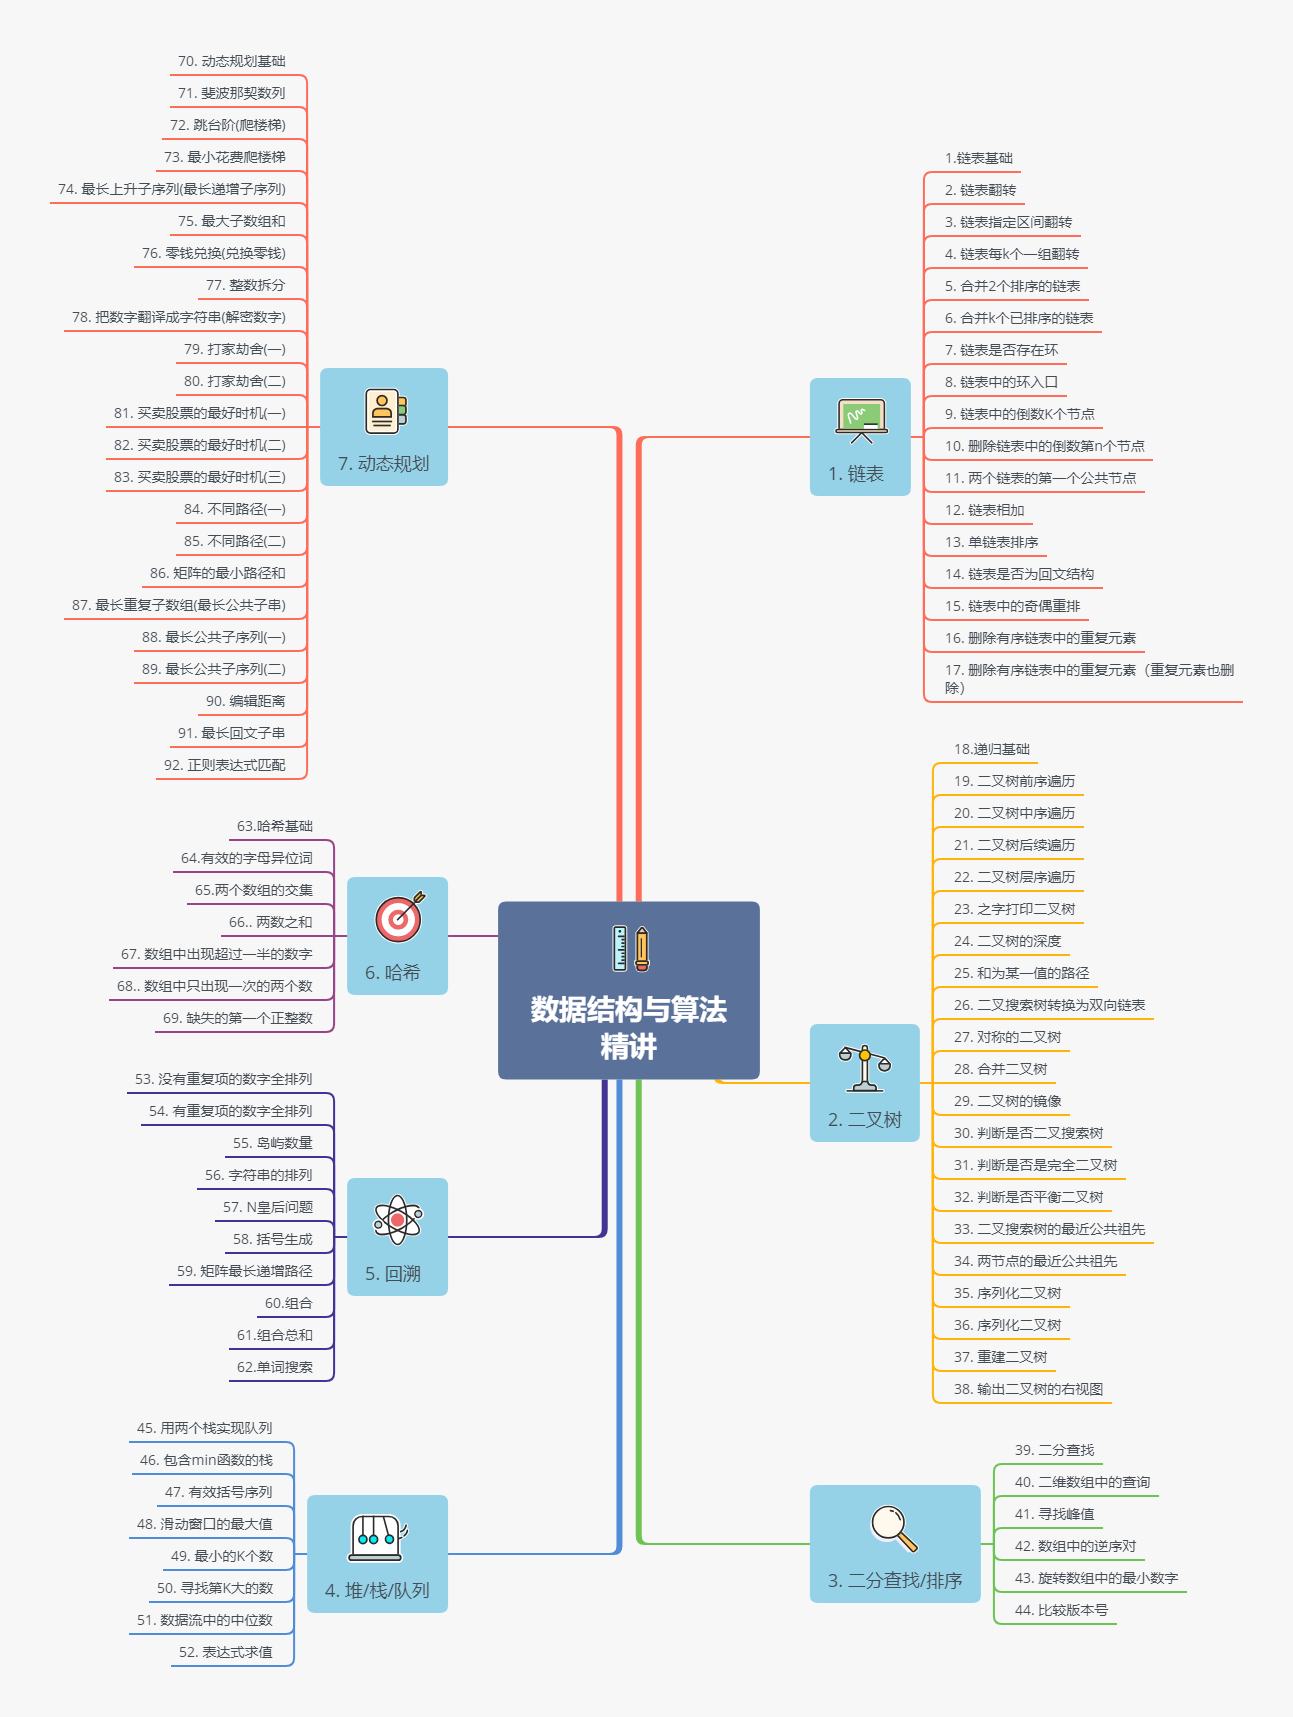 数据结构与算法
精讲
1. 链表
1.链表基础
2. 链表翻转
3. 链表指定区间翻转
4. 链表每k个一组翻转
5. 合并2个排序的链表
6. 合并k个已排序的链表
7. 链表是否存在环
8. 链表中的环入口
9. 链表中的倒数K个节点
10. 删除链表中的倒数第n个节点
11. 两个链表的第一个公共节点
12. 链表相加
13. 单链表排序
14. 链表是否为回文结构
15. 链表中的奇偶重排
16. 删除有序链表中的重复元素
17. 删除有序链表中的重复元素（重复元素也删
除）
2. 二叉树
18.递归基础
19. 二叉树前序遍历
20. 二叉树中序遍历
21. 二叉树后续遍历
22. 二叉树层序遍历
23. 之字打印二叉树
24. 二叉树的深度
25. 和为某一值的路径
26. 二叉搜索树转换为双向链表
27. 对称的二叉树
28. 合并二叉树
29. 二叉树的镜像
30. 判断是否二叉搜索树
31. 判断是否是完全二叉树
32. 判断是否平衡二叉树
33. 二叉搜索树的最近公共祖先
34. 两节点的最近公共祖先
35. 序列化二叉树
36. 序列化二叉树
37. 重建二叉树
38. 输出二叉树的右视图
3. 二分查找/排序
39. 二分查找
40. 二维数组中的查询
41. 寻找峰值
42. 数组中的逆序对
43. 旋转数组中的最小数字
44. 比较版本号
4. 堆/栈/队列
45. 用两个栈实现队列
46. 包含min函数的栈
47. 有效括号序列
48. 滑动窗口的最大值
49. 最小的K个数
50. 寻找第K大的数
51. 数据流中的中位数
52. 表达式求值
5. 回溯
53. 没有重复项的数字全排列
54. 有重复项的数字全排列
55. 岛屿数量
56. 字符串的排列
57. N皇后问题
58. 括号生成
59. 矩阵最长递增路径
60.组合
61.组合总和
62.单词搜索
6. 哈希
63.哈希基础
64.有效的字母异位词
65.两个数组的交集
66.. 两数之和
67. 数组中出现超过一半的数字
68.. 数组中只出现一次的两个数
69. 缺失的第一个正整数
7. 动态规划
70. 动态规划基础
71. 斐波那契数列
72. 跳台阶(爬楼梯)
73. 最小花费爬楼梯
74. 最长上升子序列(最长递增子序列)
75. 最大子数组和
76. 零钱兑换(兑换零钱)
77. 整数拆分
78. 把数字翻译成字符串(解密数字)
79. 打家劫舍(一)
80. 打家劫舍(二)
81. 买卖股票的最好时机(一)
82. 买卖股票的最好时机(二)
83. 买卖股票的最好时机(三)
84. 不同路径(一)
85. 不同路径(二)
86. 矩阵的最小路径和
87. 最长重复子数组(最长公共子串)
88. 最长公共子序列(一)
89. 最长公共子序列(二)
90. 编辑距离
91. 最长回文子串
92. 正则表达式匹配